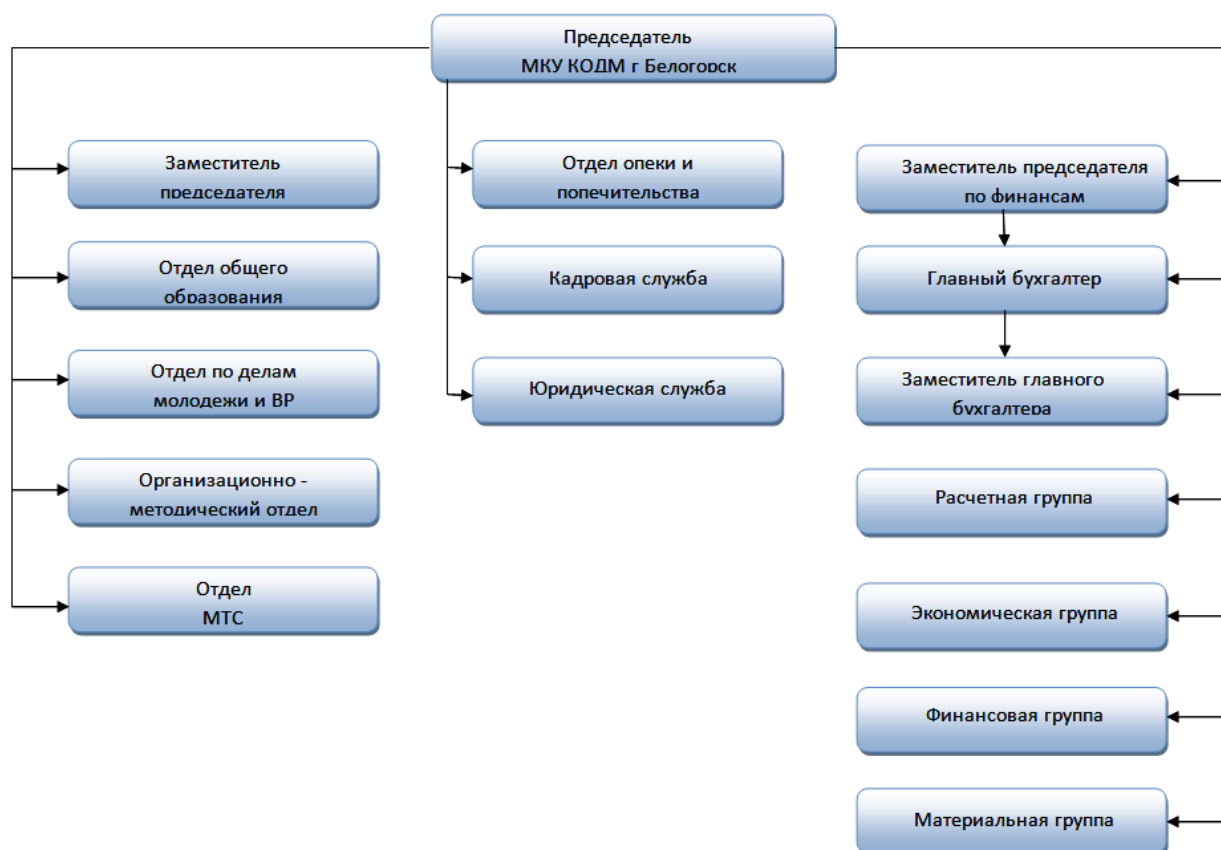 Председатель
МКУ КОДМ г Белогорск
Заместитель
председателя
Отдел общего
образования
Отдел по делам
молодежи и ВР
Организационно -
методический отдел
Отдел
МТС
Отдел опеки и
попечительства
Кадровая служба
Юридическая служба
Заместитель председателя
по финансам
Главный бухгалтер
Заместитель главного
бухгалтера
Расчетная группа
Экономическая группа
Финансовая группа
Материальная группа